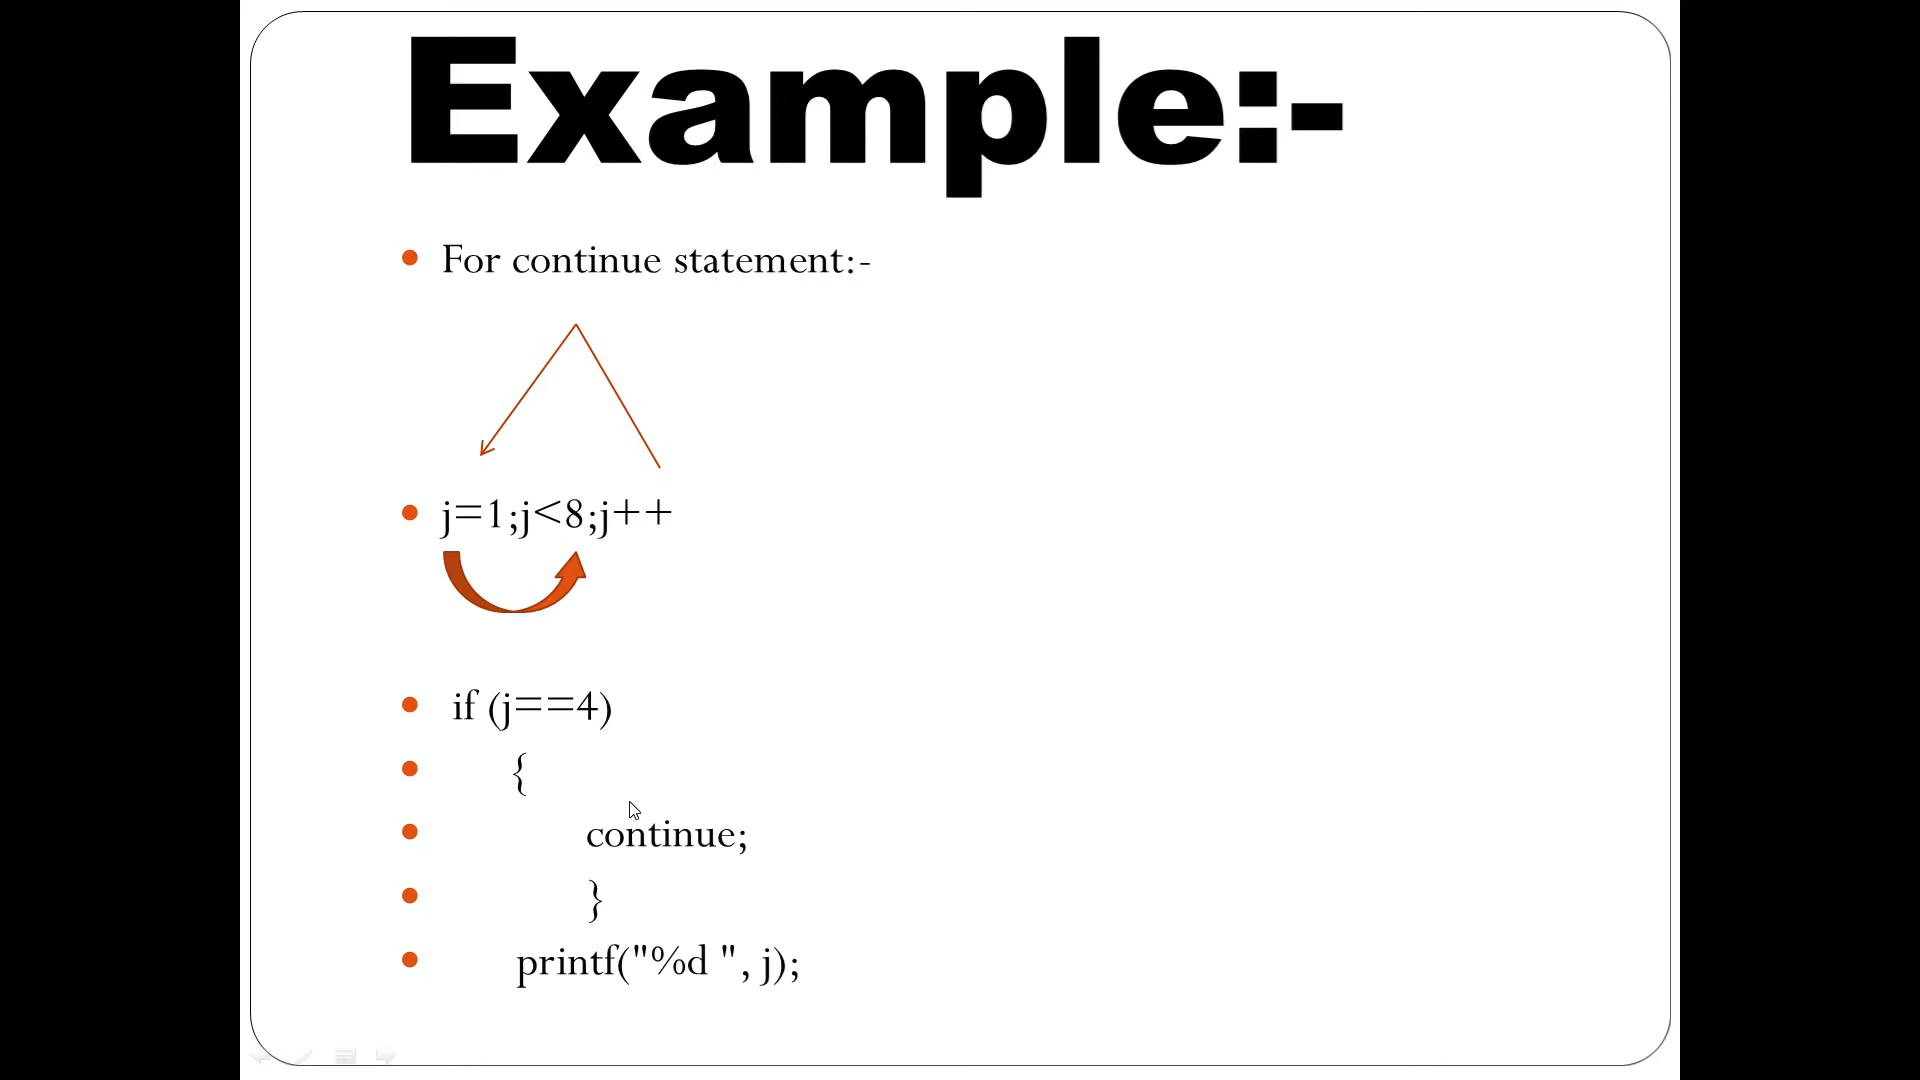 Example:-
For continue statement:-
j=1;j<8;j++
if (j==4)
{
continue;
}
printf("%d ", j);